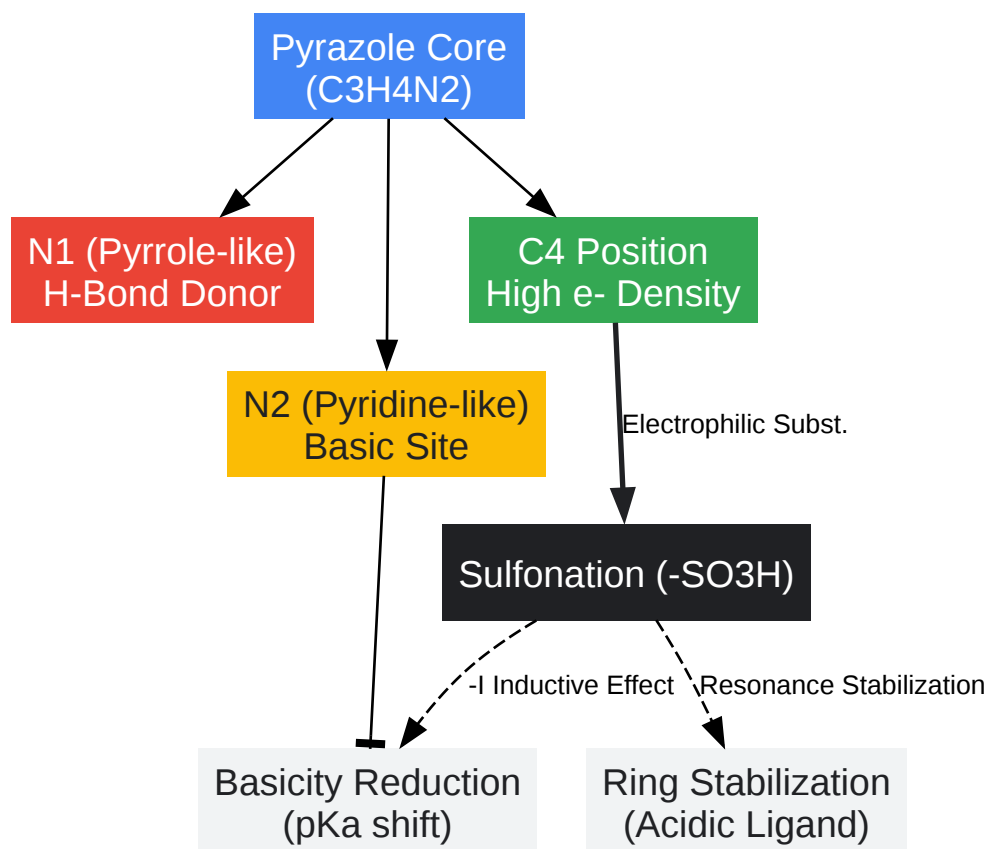 Pyrazole Core
(C3H4N2)
N1 (Pyrrole-like)
H-Bond Donor
C4 Position
High e- Density
N2 (Pyridine-like)
Basic Site
Electrophilic Subst.
Sulfonation (-SO3H)
-I Inductive Effect
Resonance Stabilization
Basicity Reduction
(pKa shift)
Ring Stabilization
(Acidic Ligand)